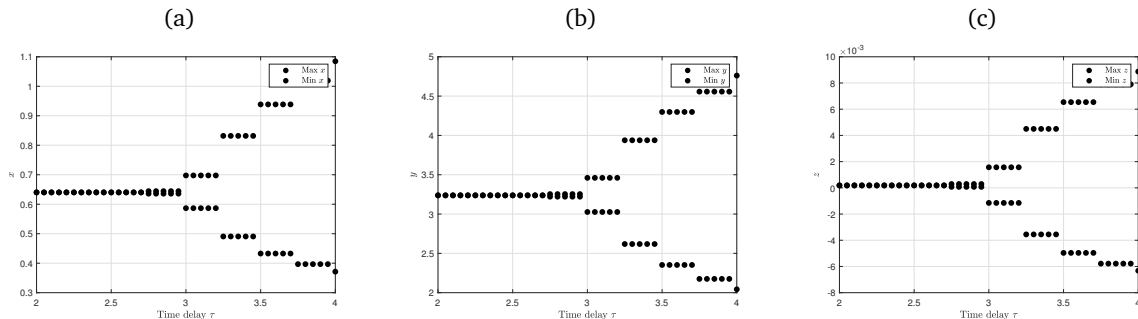 (a) (b) (c)
1.1
1
0.9
0.8
0.7
0.6
0.5
0.4
0.3
2 2.5 3 3.5 4
x
Time delay τ
Max x
Min x
5
4.5
4
3.5
3
2.5
2
2 2.5 3 3.5 4
y
Time delay τ
Max y
Min y
10 ×10⁻³
8
6
4
2
0
-2
-4
-6
-8
2 2.5 3 3.5 4
z
Time delay τ
Max z
Min z